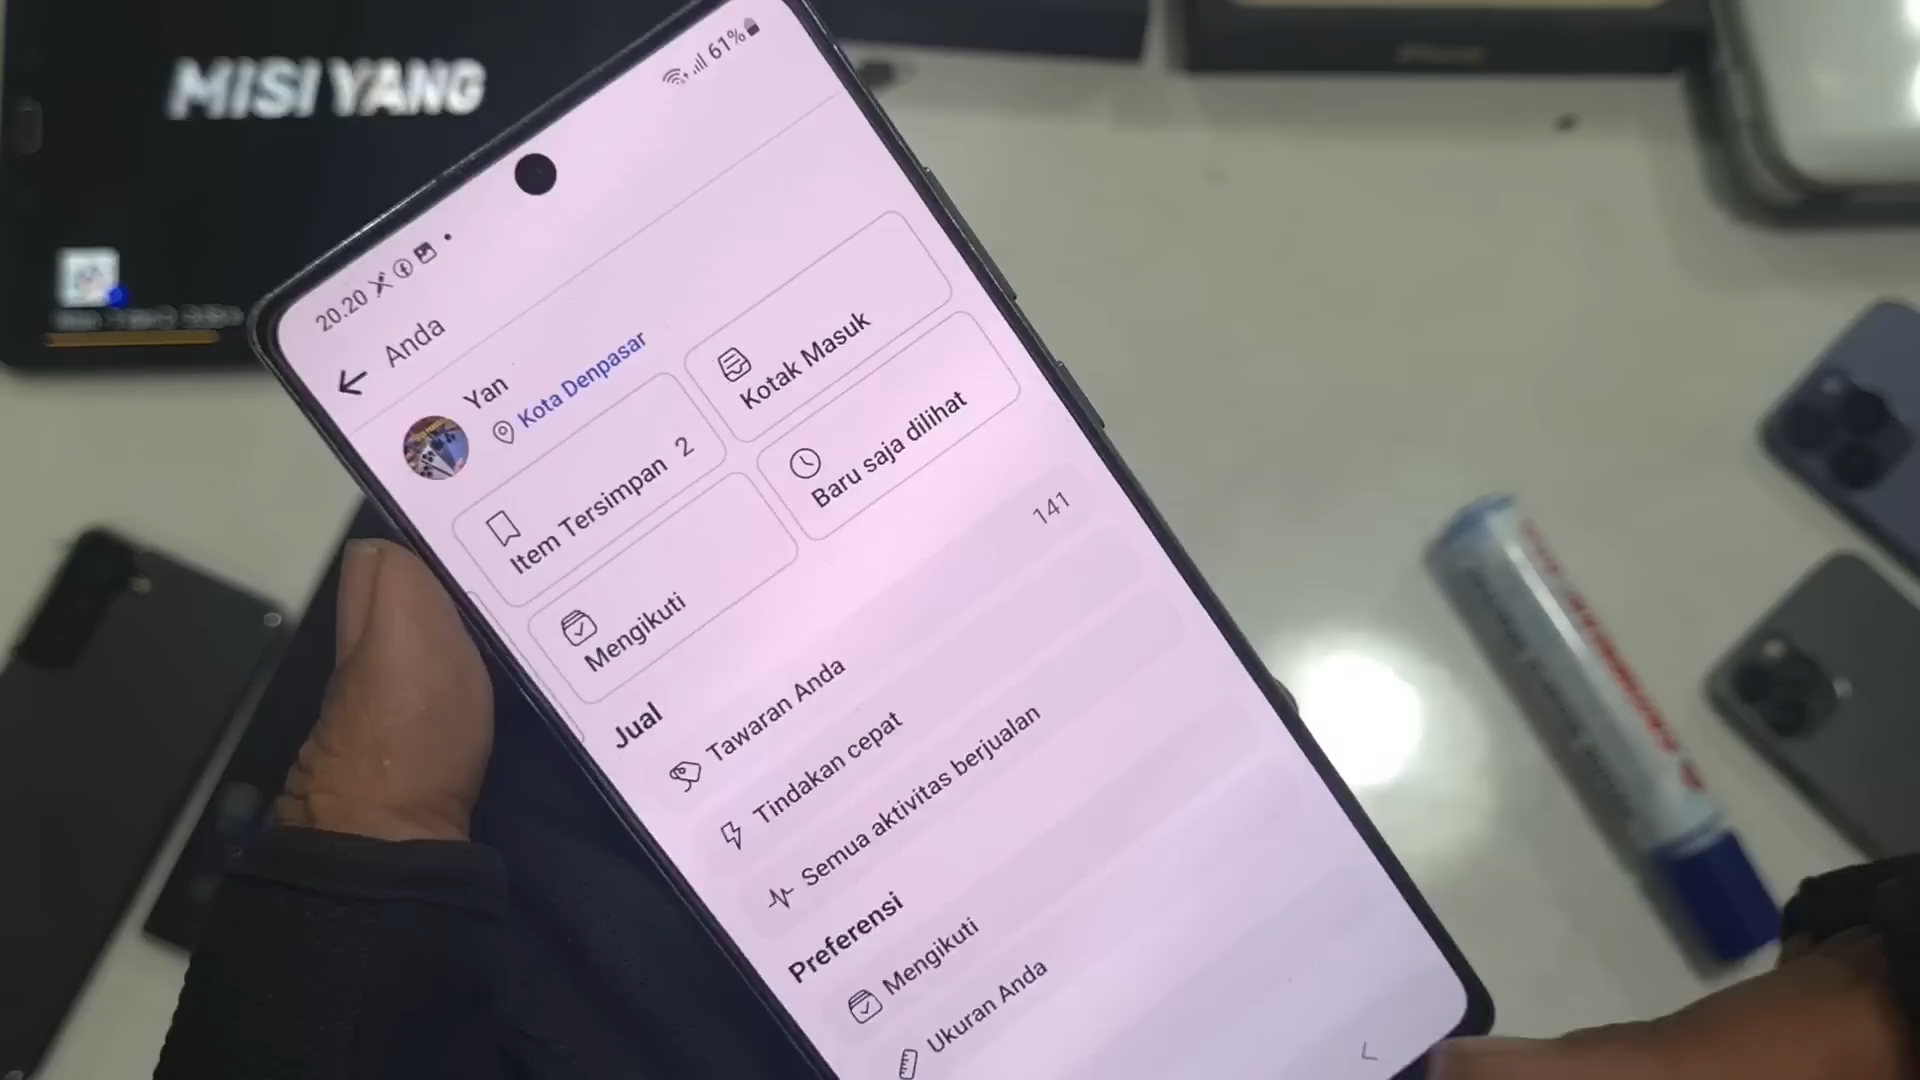 MISI YANG
61%
20.20
Anda
Yan
Kota Denpasar
Item Tersimpan 2
Kotak Masuk
Mengikuti
Baru saja dilihat
Jual
Tawaran Anda 141
Tindakan cepat
Semua aktivitas berjualan
Preferensi
Mengikuti
Ukuran Anda